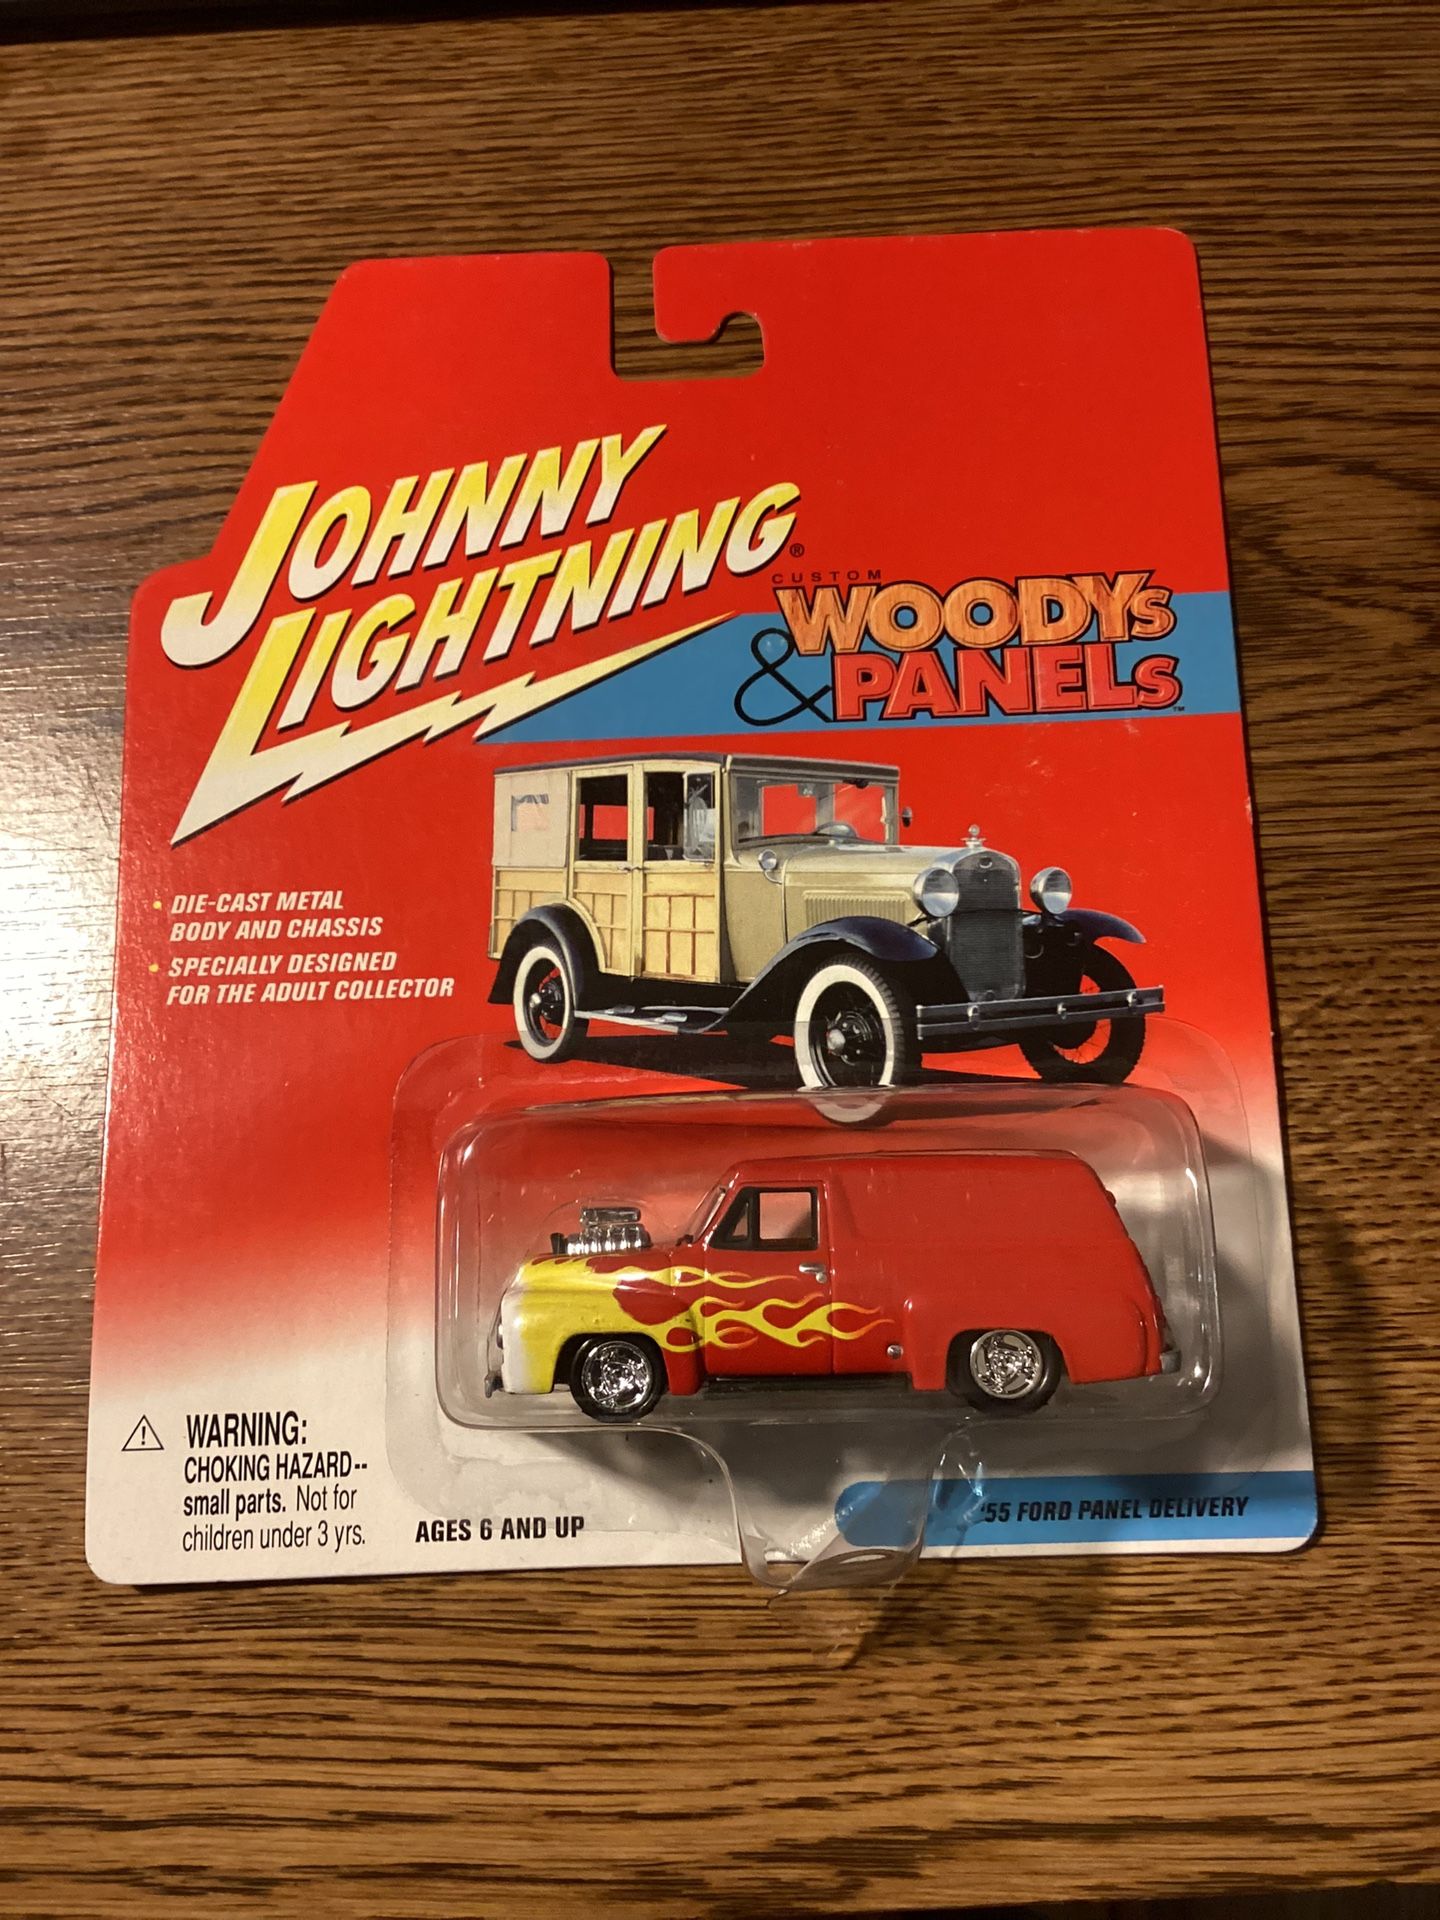 JOHNNY
LIGHTNING®
CUSTOM
WOODYS
& PANELS™
• DIE-CAST METAL
BODY AND CHASSIS
• SPECIALLY DESIGNED
FOR THE ADULT COLLECTOR
WARNING:
CHOKING HAZARD--
small parts. Not for
children under 3 yrs.
AGES 6 AND UP
'55 FORD PANEL DELIVERY